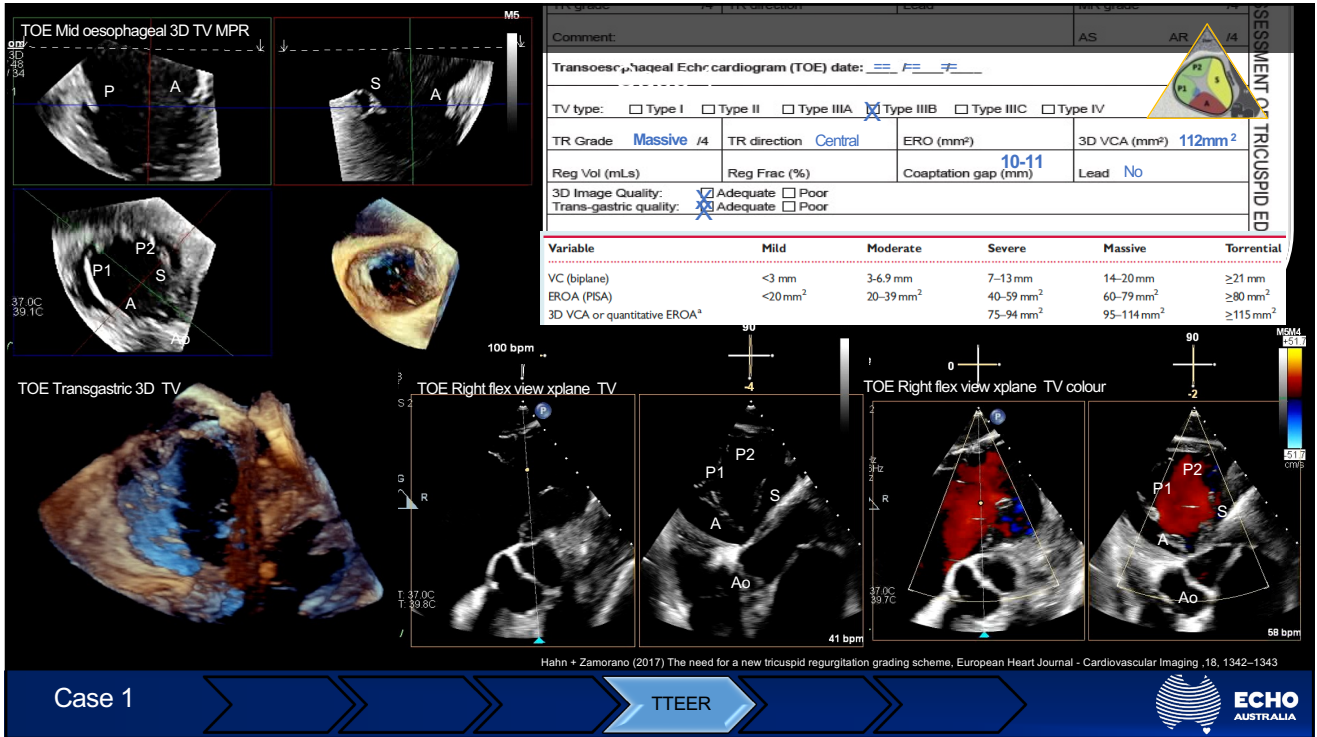 M5
TOE Mid oesophageal 3D TV MPR
3D
P A
S A
P2
P1 S
A
Ao
37.0C
39.1C
Comment:
AS AR /4
Transoesophageal Echocardiogram (TOE) date:
TV type: Type I Type II Type IIIA X Type IIIB Type IIIC Type IV
TR Grade Massive /4 TR direction Central ERO (mm²) 3D VCA (mm²) 112mm²
Reg Vol (mLs) Reg Frac (%) Coaptation gap (mm) 10-11 Lead No
3D Image Quality: X Adequate Poor
Trans-gastric quality: X Adequate Poor
P2
P1 S
A
TRICUSPID ED
Variable Mild Moderate Severe Massive Torrential
VC (biplane) <3 mm 3-6.9 mm 7–13 mm 14–20 mm ≥21 mm
EROA (PISA) <20 mm² 20–39 mm² 40–59 mm² 60–79 mm² ≥80 mm²
3D VCA or quantitative EROAᵃ 75–94 mm² 95–114 mm² ≥115 mm²
TOE Transgastric 3D TV
100 bpm
90
-4
TOE Right flex view xplane TV
P
R
P2
P1
S
A
Ao
T: 37.0C
T: 39.8C
41 bpm
0
90
-2
M5M4
+51.7
-51.7
cm/s
TOE Right flex view xplane TV colour
P
R
P2
P1
S
A
Ao
37.0C
39.7C
58 bpm
Hahn + Zamorano (2017) The need for a new tricuspid regurgitation grading scheme, European Heart Journal - Cardiovascular Imaging ,18, 1342–1343
Case 1
TTEER
ECHO
AUSTRALIA